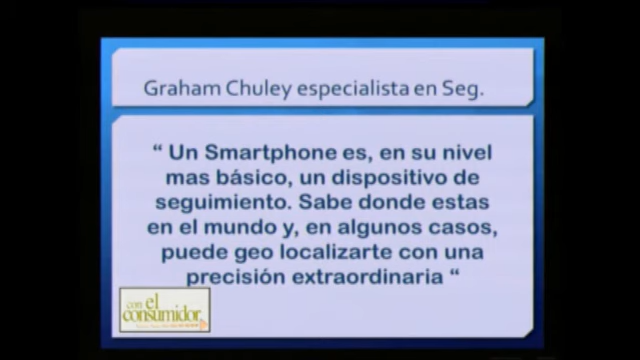 Graham Chuley especialista en Seg.
“ Un Smartphone es, en su nivel
mas básico, un dispositivo de
seguimiento. Sabe donde estas
en el mundo y, en algunos casos,
puede geo localizarte con una
precisión extraordinaria “
con el
consumidor